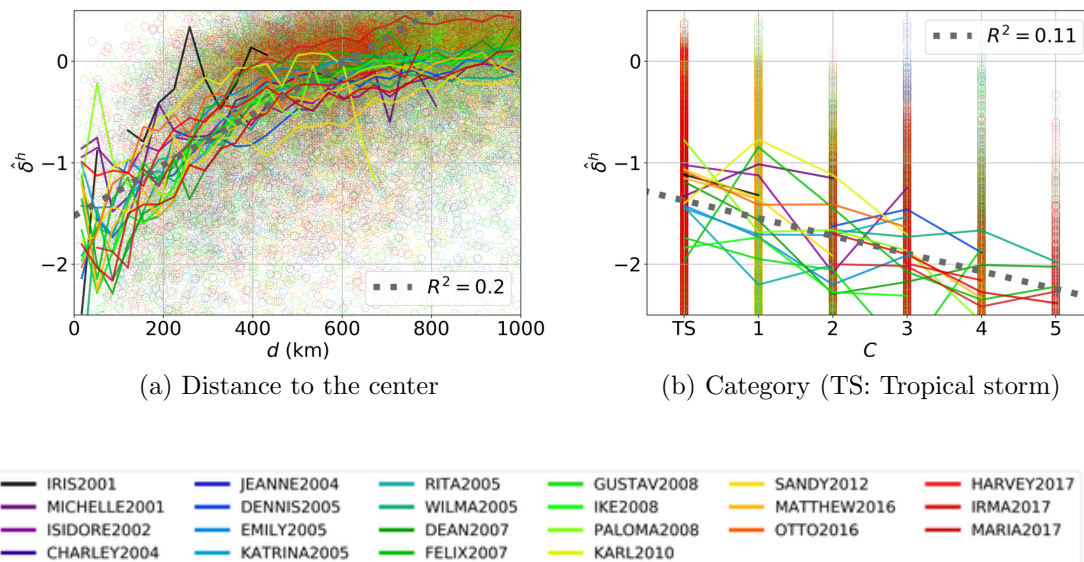 0
−1
−2
δ̂ʰ
R² = 0.2
0 200 400 600 800 1000
d (km)
(a) Distance to the center
0
−1
−2
δ̂ʰ
R² = 0.11
TS 1 2 3 4 5
C
(b) Category (TS: Tropical storm)
IRIS2001 JEANNE2004 RITA2005 GUSTAV2008 SANDY2012 HARVEY2017
MICHELLE2001 DENNIS2005 WILMA2005 IKE2008 MATTHEW2016 IRMA2017
ISIDORE2002 EMILY2005 DEAN2007 PALOMA2008 OTTO2016 MARIA2017
CHARLEY2004 KATRINA2005 FELIX2007 KARL2010